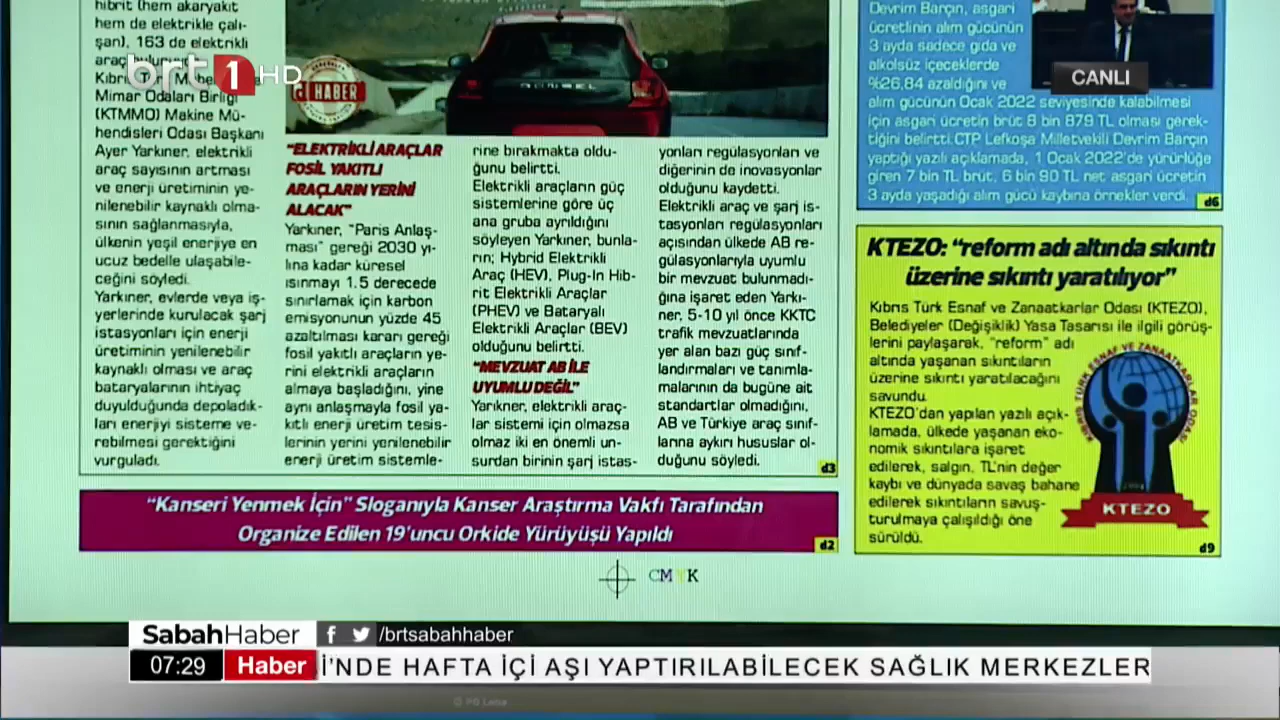 hibrit (hem akaryakıt
hem de elektrikle çalı-
şan), 163 de elektrikli
Mimar Odaları Birliği
(KTMMO) Makine Mü-
hendisleri Odası Başkanı
Ayer Yarkıner, elektrikli
araç sayısının artması
ve enerji üretiminin ye-
nilenebilir kaynaklı olma-
sının sağlanmasıyla,
ülkenin yeşil enerjiye en
ucuz bedelle ulaşabile-
ceğini söyledi.
Yarkıner, evlerde veya iş-
yerlerinde kurulacak şarj
istasyonları için enerji
üretiminin yenilenebilir
kaynaklı olması ve araç
bataryalarının ihtiyaç
duyulduğunda depoladık-
ları enerjiyi sisteme ve-
rebilmesi gerektiğini
vurguladı.
brt 1 HD
d HABER
GÜNSEL
"ELEKTRİKLİ ARAÇLAR
FOSİL YAKITLI
ARAÇLARIN YERİNİ
ALACAK"
Yarkıner, "Paris Anlaş-
ması" gereği 2030 yı-
lına kadar küresel
ısınmayı 1.5 derecede
sınırlamak için karbon
emisyonunun yüzde 45
azaltılması kararı gereği
fosil yakıtlı araçların ye-
rini elektrikli araçların
almaya başladığını, yine
aynı anlaşmayla fosil ya-
kıtlı enerji üretim tesis-
lerinin yerini yenilenebilir
enerji üretim sistemle-
rine bırakmakta oldu-
ğunu belirtti.
Elektrikli araçların güç
sistemlerine göre üç
ana gruba ayrıldığını
söyleyen Yarkıner, bunla-
rın; Hybrid Elektrikli
Araç (HEV), Plug-In Hib-
rit Elektrikli Araçlar
(PHEV) ve Bataryalı
Elektrikli Araçlar (BEV)
olduğunu belirtti.
"MEVZUAT AB İLE
UYUMLU DEĞİL"
Yarıkner, elektrikli araç-
lar sistemi için olmazsa
olmaz iki en önemli un-
surdan birinin şarj istas-
yonları regülasyonları ve
diğerinin de inovasyonlar
olduğunu kaydetti.
Elektrikli araç ve şarj is-
tasyonları regülasyonları
açısından ülkede AB re-
gülasyonlarıyla uyumlu
bir mevzuat bulunmadı-
ğına işaret eden Yarkı-
ner, 5-10 yıl önce KKTC
trafik mevzuatlarında
yer alan bazı güç sınıf-
landırmaları ve tanımla-
malarının da bugüne ait
standartlar olmadığını,
AB ve Türkiye araç sınıf-
larına aykırı hususlar ol-
duğunu söyledi.
d3
"Kanseri Yenmek İçin" Sloganıyla Kanser Araştırma Vakfı Tarafından
Organize Edilen 19'uncu Orkide Yürüyüşü Yapıldı
d2
CMYK
Devrim Barçın, asgari
ücretlinin alım gücünün
3 ayda sadece gıda ve
alkolsüz içeceklerde
%26,84 azaldığını ve
alım gücünün Ocak 2022 seviyesinde kalabilmesi
için asgari ücretin brüt 8 bin 879 TL olması gerek-
tiğini belirtti.CTP Lefkoşa Milletvekili Devrim Barçın
yaptığı yazılı açıklamada, 1 Ocak 2022'de yürürlüğe
giren 7 bin TL brüt, 6 bin 90 TL net asgari ücretin
3 ayda yaşadığı alım gücü kaybına örnekler verdi.
d6
CANLI
KTEZO: "reform adı altında sıkıntı
üzerine sıkıntı yaratılıyor"
Kıbrıs Türk Esnaf ve Zanaatkarlar Odası (KTEZO),
Belediyeler (Değişiklik) Yasa Tasarısı ile ilgili görüş-
lerini paylaşarak, "reform" adı
altında yaşanan sıkıntıların
üzerine sıkıntı yaratılacağını
savundu.
KTEZO'dan yapılan yazılı açık-
lamada, ülkede yaşanan eko-
nomik sıkıntılara işaret
edilerek, salgın, TL'nin değer
kaybı ve dünyada savaş bahane
edilerek sıkıntıların savuş-
turulmaya çalışıldığı öne
sürüldü.
KIBRIS TÜRK ESNAF VE ZANAATKARLAR ODASI
KTEZO
d9
SabahHaber
/brtsabahhaber
07:29
Haber
İ'NDE HAFTA İÇİ AŞI YAPTIRILABİLECEK SAĞLIK MERKEZLER